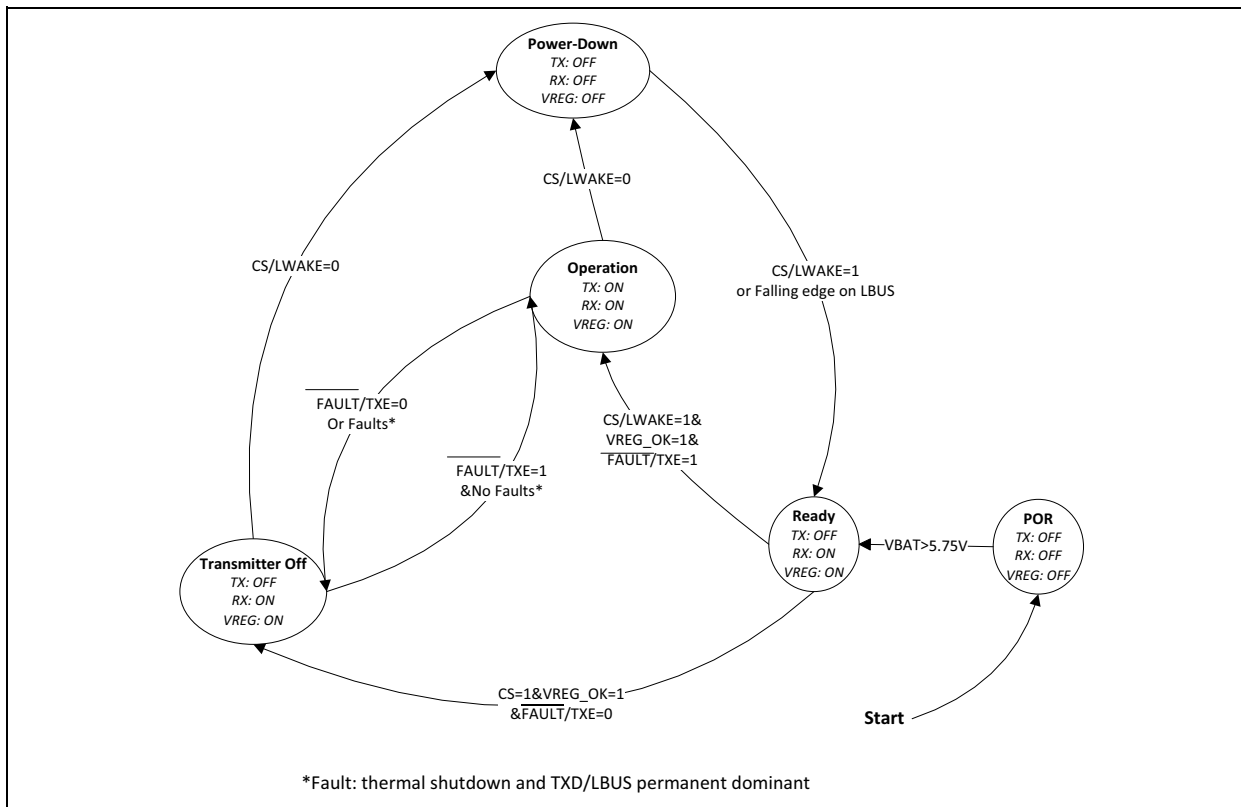 Power-Down
TX: OFF
RX: OFF
VREG: OFF
CS/LWAKE=0
CS/LWAKE=0
CS/LWAKE=1
or Falling edge on LBUS
Operation
TX: ON
RX: ON
VREG: ON
FAULT/TXE=0
Or Faults*
FAULT/TXE=1
&No Faults*
CS/LWAKE=1&
VREG_OK=1&
FAULT/TXE=1
Ready
TX: OFF
RX: ON
VREG: ON
VBAT>5.75V
POR
TX: OFF
RX: OFF
VREG: OFF
Transmitter Off
TX: OFF
RX: ON
VREG: ON
CS=1&VREG_OK=1
&FAULT/TXE=0
Start
*Fault: thermal shutdown and TXD/LBUS permanent dominant